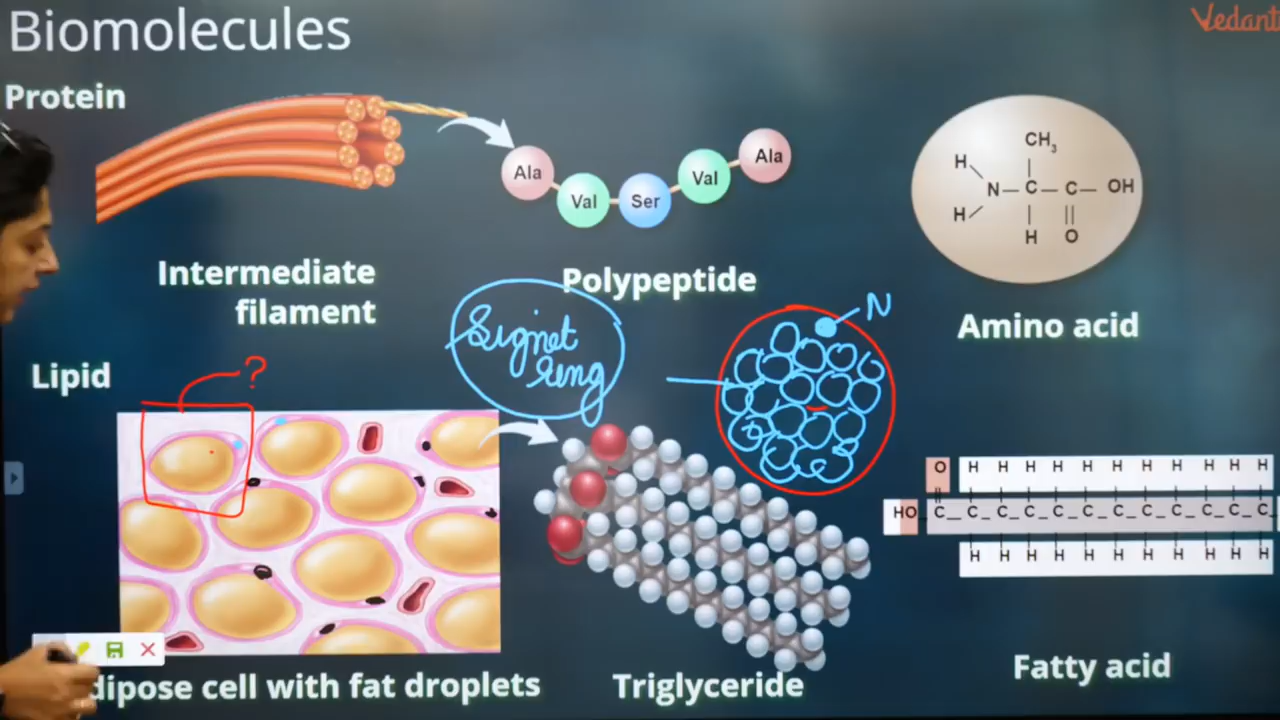 Biomolecules
Vedant
Protein
Ala
Val
Ser
Val
Ala
CH3
H
N
C
C
OH
H
H
O
Intermediate
filament
Polypeptide
Amino acid
Signet
ring
N
Lipid
?
O H H H H H H H H H H H
HO C C C C C C C C C C C C
H H H H H H H H H H H
dipose cell with fat droplets
Triglyceride
Fatty acid